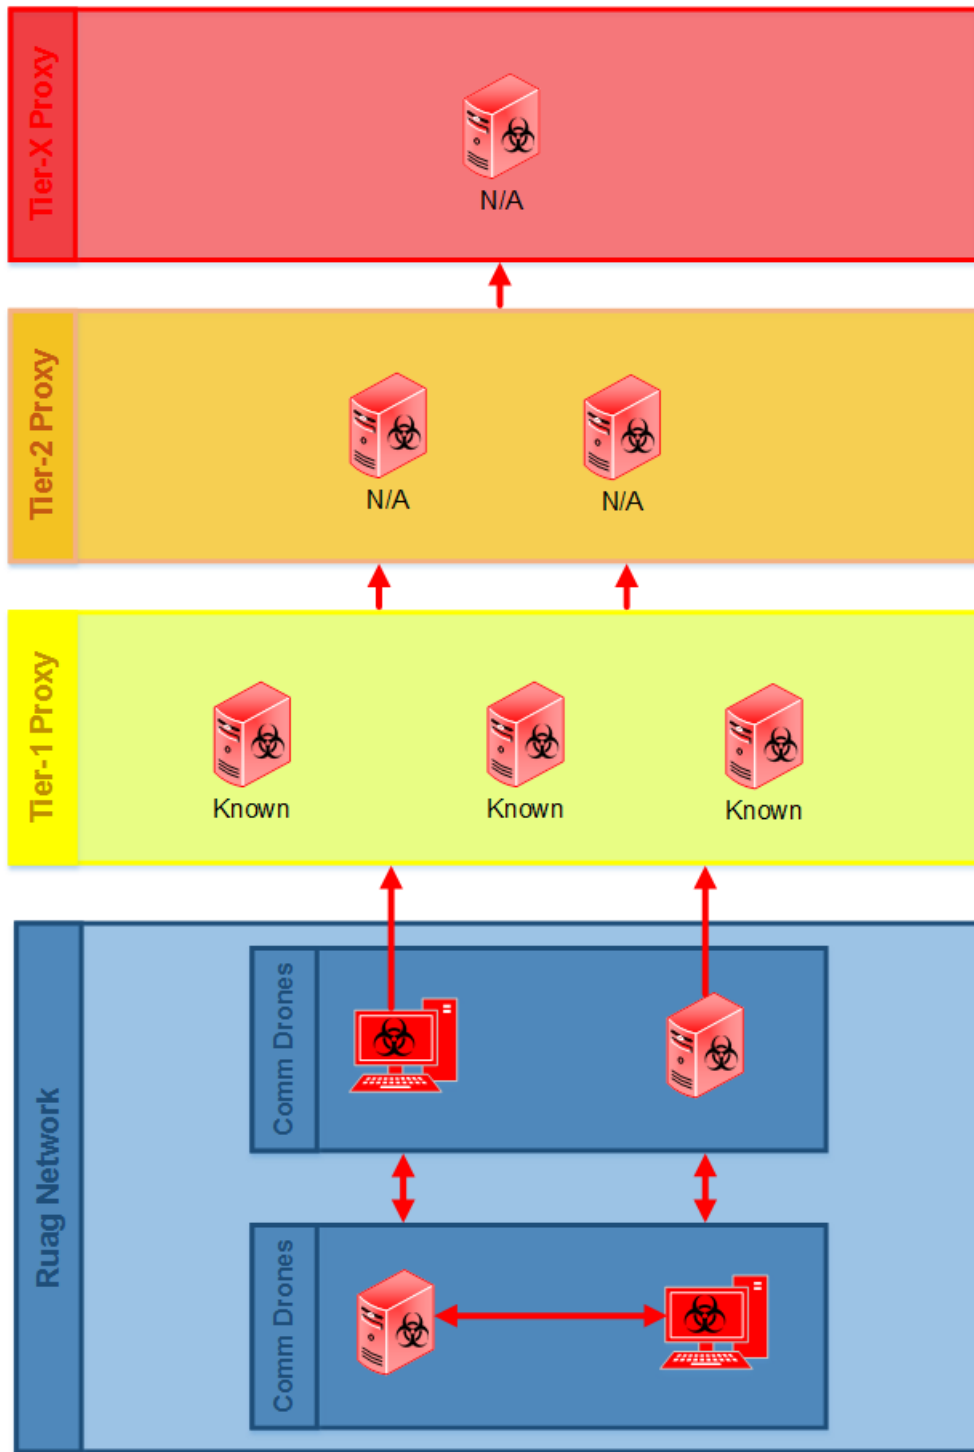 Tier-X Proxy
N/A
Tier-2 Proxy
N/A
N/A
Tier-1 Proxy
Known
Known
Known
Ruag Network
Comm Drones
Comm Drones